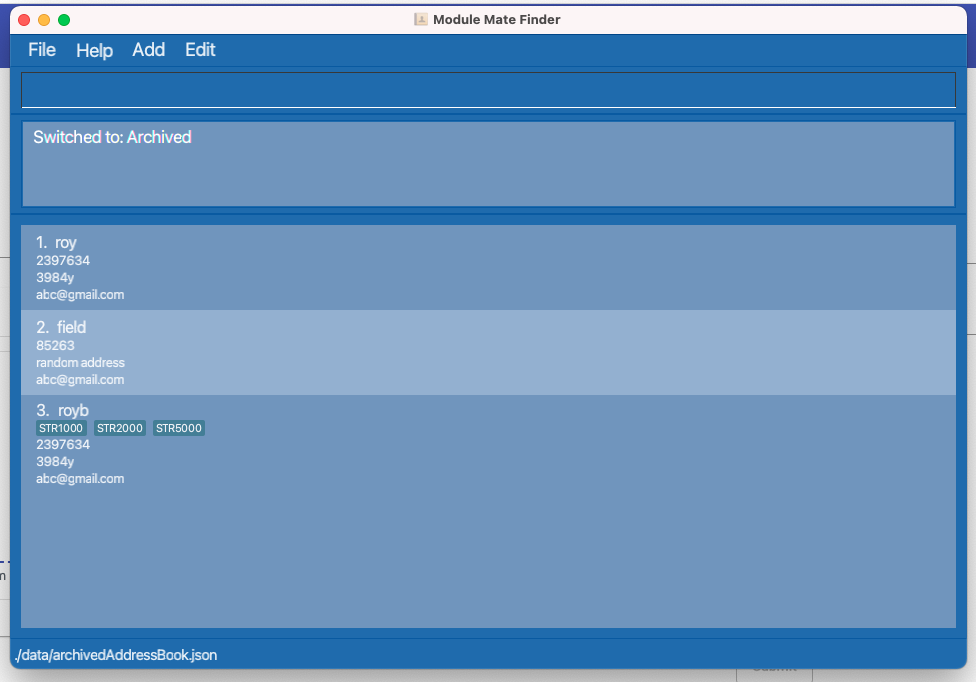 Module Mate Finder
File Help Add Edit
Switched to: Archived
1. roy
2397634
3984y
abc@gmail.com
2. field
85263
random address
abc@gmail.com
3. royb
STR1000 STR2000 STR5000
2397634
3984y
abc@gmail.com
./data/archivedAddressBook.json